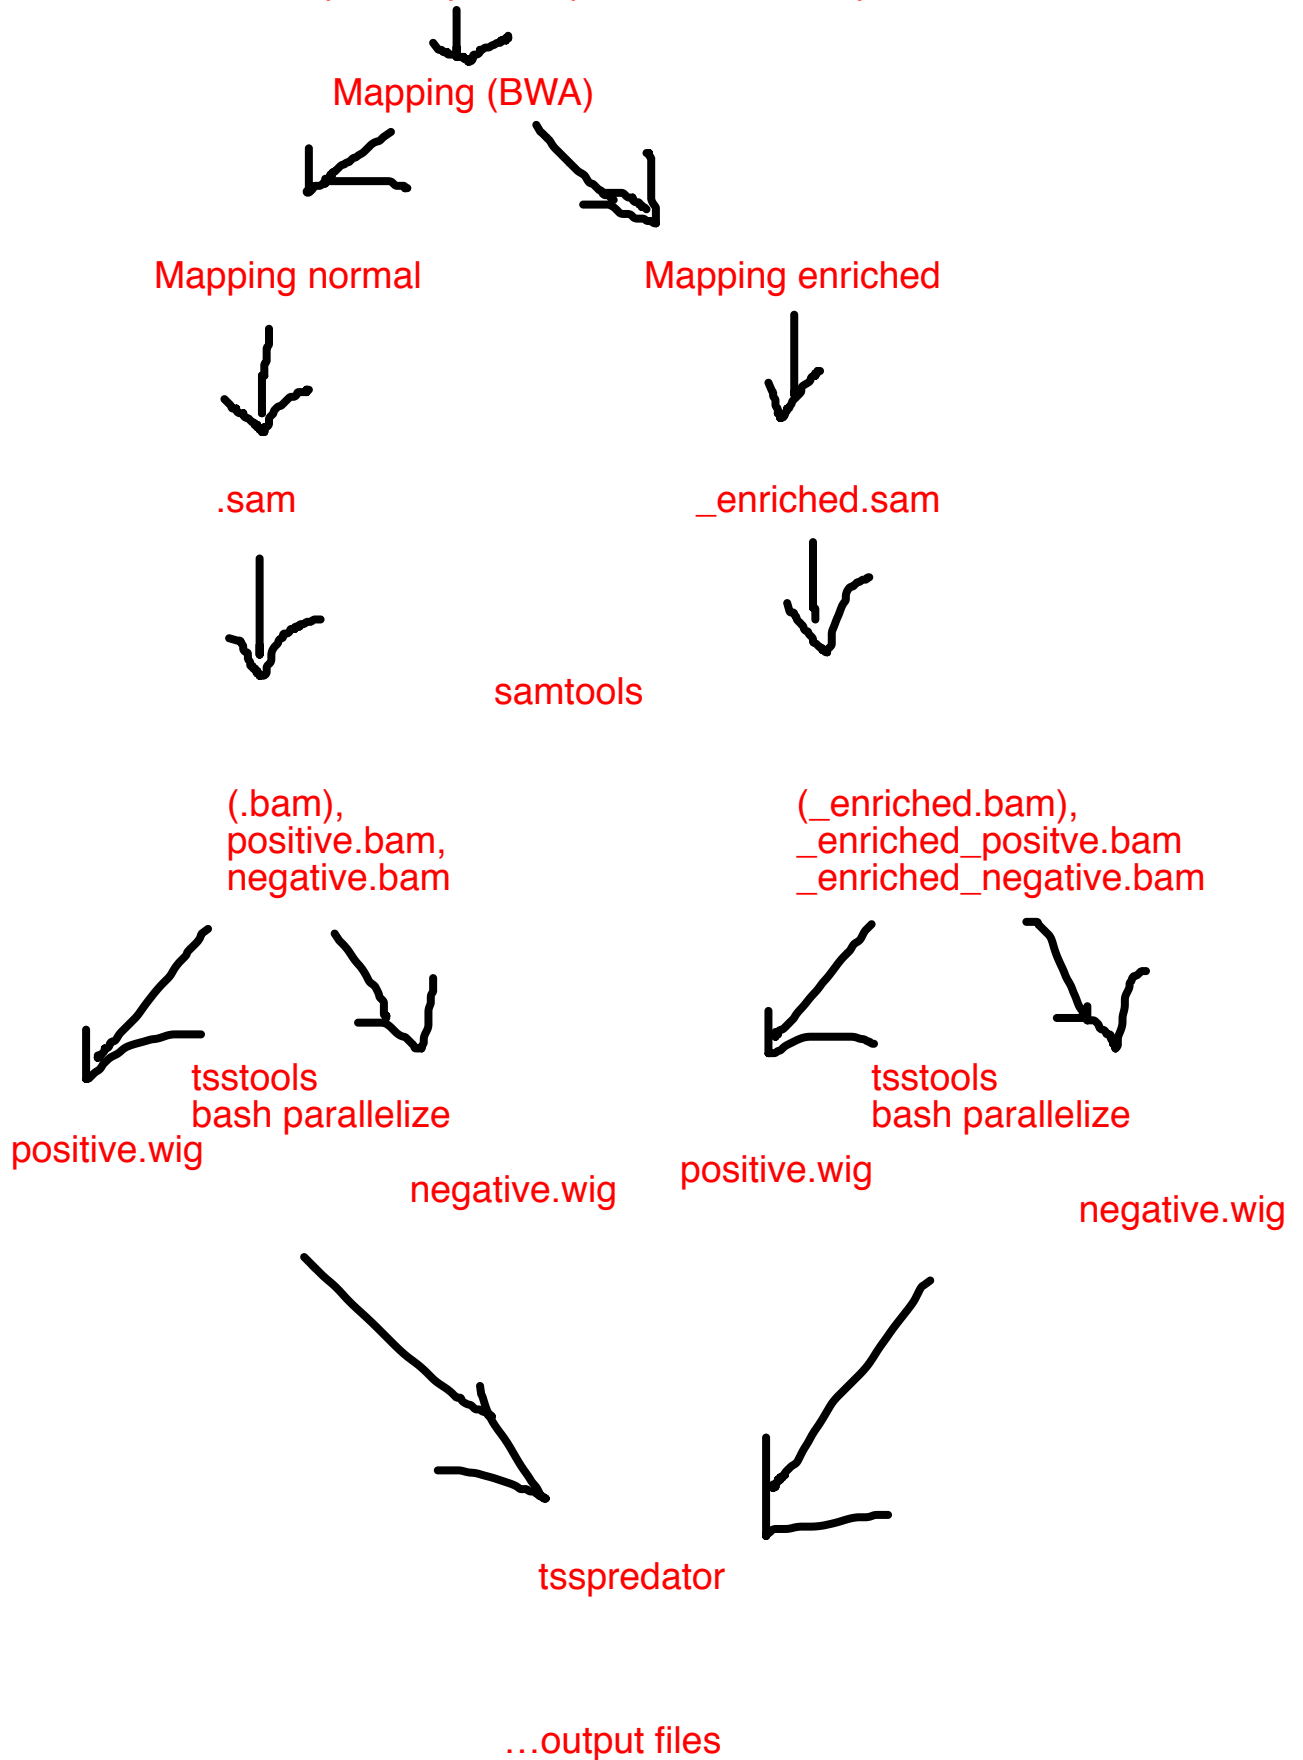 Mapping (BWA)
Mapping normal
Mapping enriched
.sam
_enriched.sam
samtools
(.bam),
positive.bam,
negative.bam
(_enriched.bam),
_enriched_positve.bam
_enriched_negative.bam
tsstools
bash parallelize
positive.wig
negative.wig
tsstools
bash parallelize
positive.wig
negative.wig
tsspredator
...output files